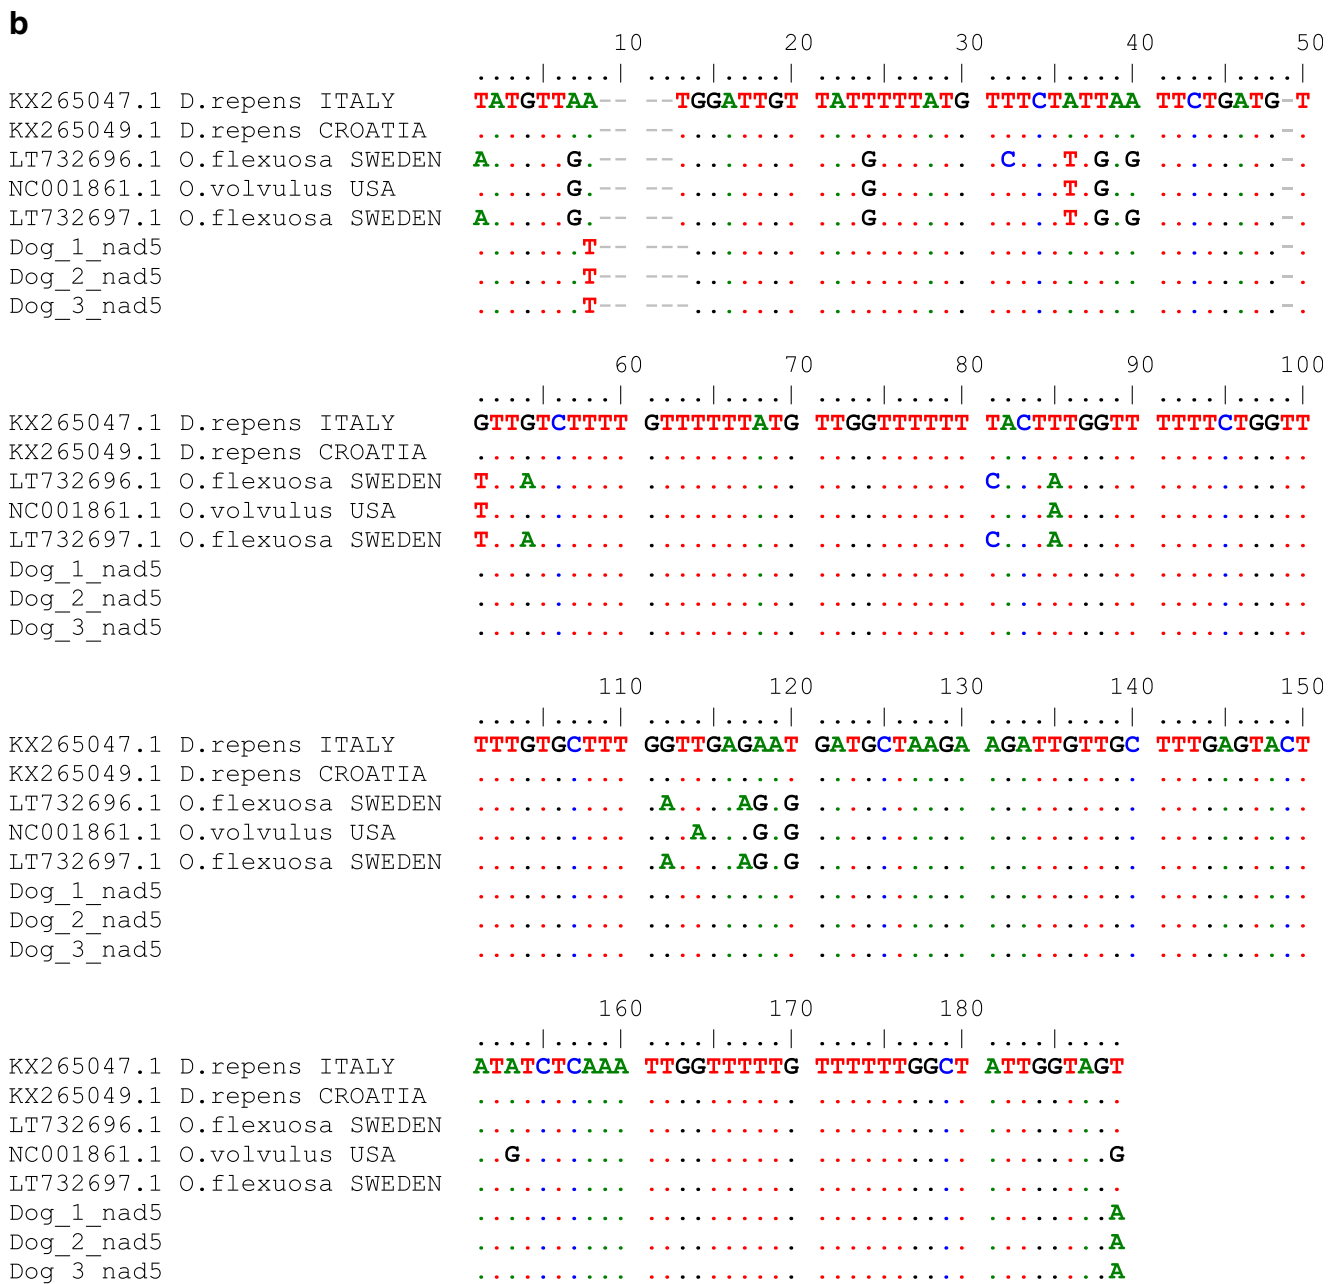 b
10 20 30 40 50
....|....| ....|....| ....|....| ....|....| ....|....|
KX265047.1 D.repens ITALY TATGTTAA-- --TGGATTGT TATTTTTATG TTTCTATTAA TTCTGATG-T
KX265049.1 D.repens CROATIA ........-- --........ .......... .......... ........-.
LT732696.1 O.flexuosa SWEDEN A.....G.-- --........ ...G...... .C...T.G.G ........-.
NC001861.1 O.volvulus USA ......G.-- --........ ...G...... .....T.G.. ........-.
LT732697.1 O.flexuosa SWEDEN A.....G.-- --........ ...G...... .....T.G.G ........-.
Dog_1_nad5 .......T-- ---....... .......... .......... ........-.
Dog_2_nad5 .......T-- ---....... .......... .......... ........-.
Dog_3_nad5 .......T-- ---....... .......... .......... ........-.
60 70 80 90 100
....|....| ....|....| ....|....| ....|....| ....|....|
KX265047.1 D.repens ITALY GTTGTCTTTT GTTTTTTATG TTGGTTTTTT TACTTTGGTT TTTTCTGGTT
KX265049.1 D.repens CROATIA .......... .......... .......... .......... ..........
LT732696.1 O.flexuosa SWEDEN T..A...... .......... .......... C...A..... ..........
NC001861.1 O.volvulus USA T......... .......... .......... ....A..... ..........
LT732697.1 O.flexuosa SWEDEN T..A...... .......... .......... C...A..... ..........
Dog_1_nad5 .......... .......... .......... .......... ..........
Dog_2_nad5 .......... .......... .......... .......... ..........
Dog_3_nad5 .......... .......... .......... .......... ..........
110 120 130 140 150
....|....| ....|....| ....|....| ....|....| ....|....|
KX265047.1 D.repens ITALY TTTGTGCTTT GGTTGAGAAT GATGCTAAGA AGATTGTTGC TTTGAGTACT
KX265049.1 D.repens CROATIA .......... .......... .......... .......... ..........
LT732696.1 O.flexuosa SWEDEN .......... .A....AG.G .......... .......... ..........
NC001861.1 O.volvulus USA .......... ...A...G.G .......... .......... ..........
LT732697.1 O.flexuosa SWEDEN .......... .A....AG.G .......... .......... ..........
Dog_1_nad5 .......... .......... .......... .......... ..........
Dog_2_nad5 .......... .......... .......... .......... ..........
Dog_3_nad5 .......... .......... .......... .......... ..........
160 170 180
....|....| ....|....| ....|....| ....|....
KX265047.1 D.repens ITALY ATATCTCAAA TTGGTTTTTG TTTTTTGGCT ATTGGTAGT
KX265049.1 D.repens CROATIA .......... .......... .......... .........
LT732696.1 O.flexuosa SWEDEN .......... .......... .......... .........
NC001861.1 O.volvulus USA ..G....... .......... .......... ........G
LT732697.1 O.flexuosa SWEDEN .......... .......... .......... .........
Dog_1_nad5 .......... .......... .......... ........A
Dog_2_nad5 .......... .......... .......... ........A
Dog 3 nad5 .......... .......... .......... ........A